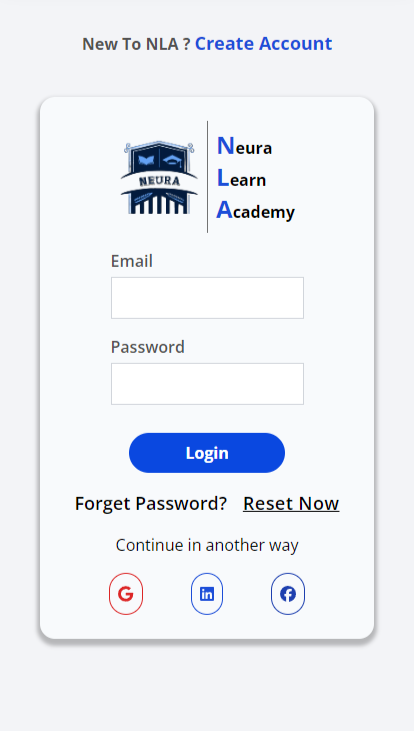 New To NLA ? Create Account
NEURA
Neura
Learn
Academy
Email
Password
Login
Forget Password? Reset Now
Continue in another way